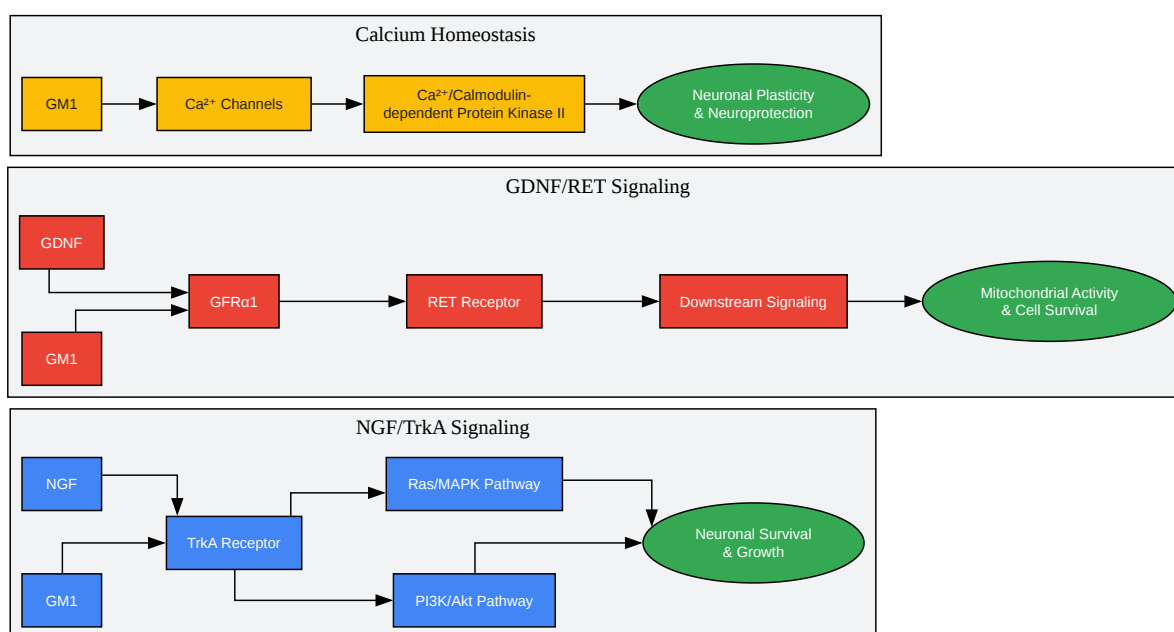 Calcium Homeostasis
GM1
Ca²⁺ Channels
Ca²⁺/Calmodulin-
dependent Protein Kinase II
Neuronal Plasticity
& Neuroprotection
GDNF/RET Signaling
GDNF
GM1
GFRα1
RET Receptor
Downstream Signaling
Mitochondrial Activity
& Cell Survival
NGF/TrkA Signaling
NGF
GM1
TrkA Receptor
Ras/MAPK Pathway
PI3K/Akt Pathway
Neuronal Survival
& Growth